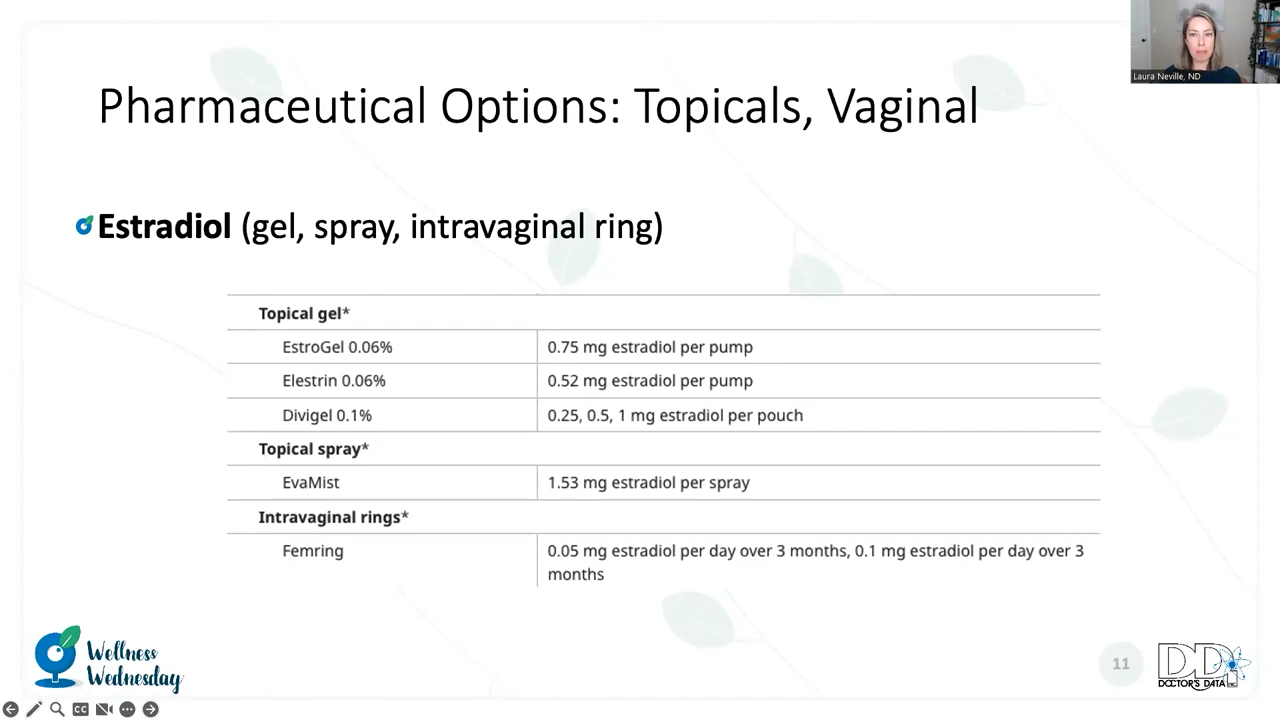 Laura Neville, ND
Pharmaceutical Options: Topicals, Vaginal
Estradiol (gel, spray, intravaginal ring)
Topical gel*
EstroGel 0.06% 0.75 mg estradiol per pump
Elestrin 0.06% 0.52 mg estradiol per pump
Divigel 0.1% 0.25, 0.5, 1 mg estradiol per pouch
Topical spray*
EvaMist 1.53 mg estradiol per spray
Intravaginal rings*
Femring 0.05 mg estradiol per day over 3 months, 0.1 mg estradiol per day over 3
months
Wellness
Wednesday
11
DDI
DOCTOR'S DATA INC
CC